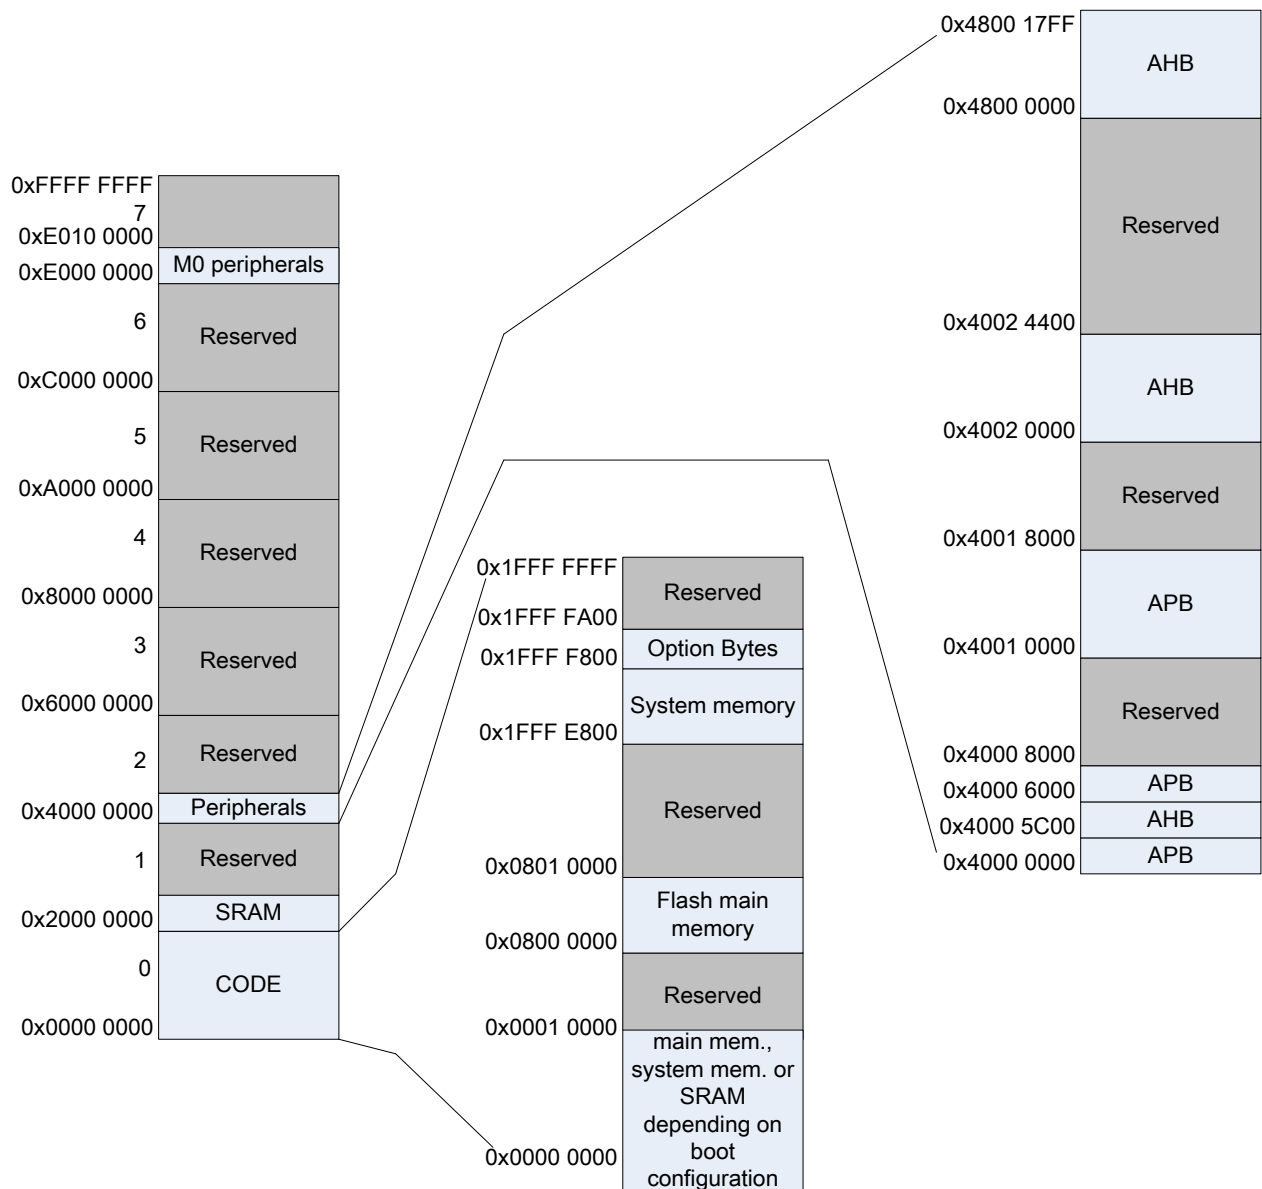 0xFFFF FFFF
7
0xE010 0000
M0 peripherals
0xE000 0000
6
Reserved
0xC000 0000
5
Reserved
0xA000 0000
4
Reserved
0x8000 0000
3
Reserved
0x6000 0000
2
Reserved
Peripherals
0x4000 0000
1
Reserved
SRAM
0x2000 0000
0
CODE
0x0000 0000
0x1FFF FFFF
Reserved
0x1FFF FA00
Option Bytes
0x1FFF F800
System memory
0x1FFF E800
Reserved
0x0801 0000
Flash main
memory
0x0800 0000
Reserved
0x0001 0000
main mem.,
system mem. or
SRAM
depending on
boot
configuration
0x0000 0000
0x4800 17FF
AHB
0x4800 0000
Reserved
0x4002 4400
AHB
0x4002 0000
Reserved
0x4001 8000
APB
0x4001 0000
Reserved
0x4000 8000
APB
0x4000 6000
AHB
0x4000 5C00
APB
0x4000 0000